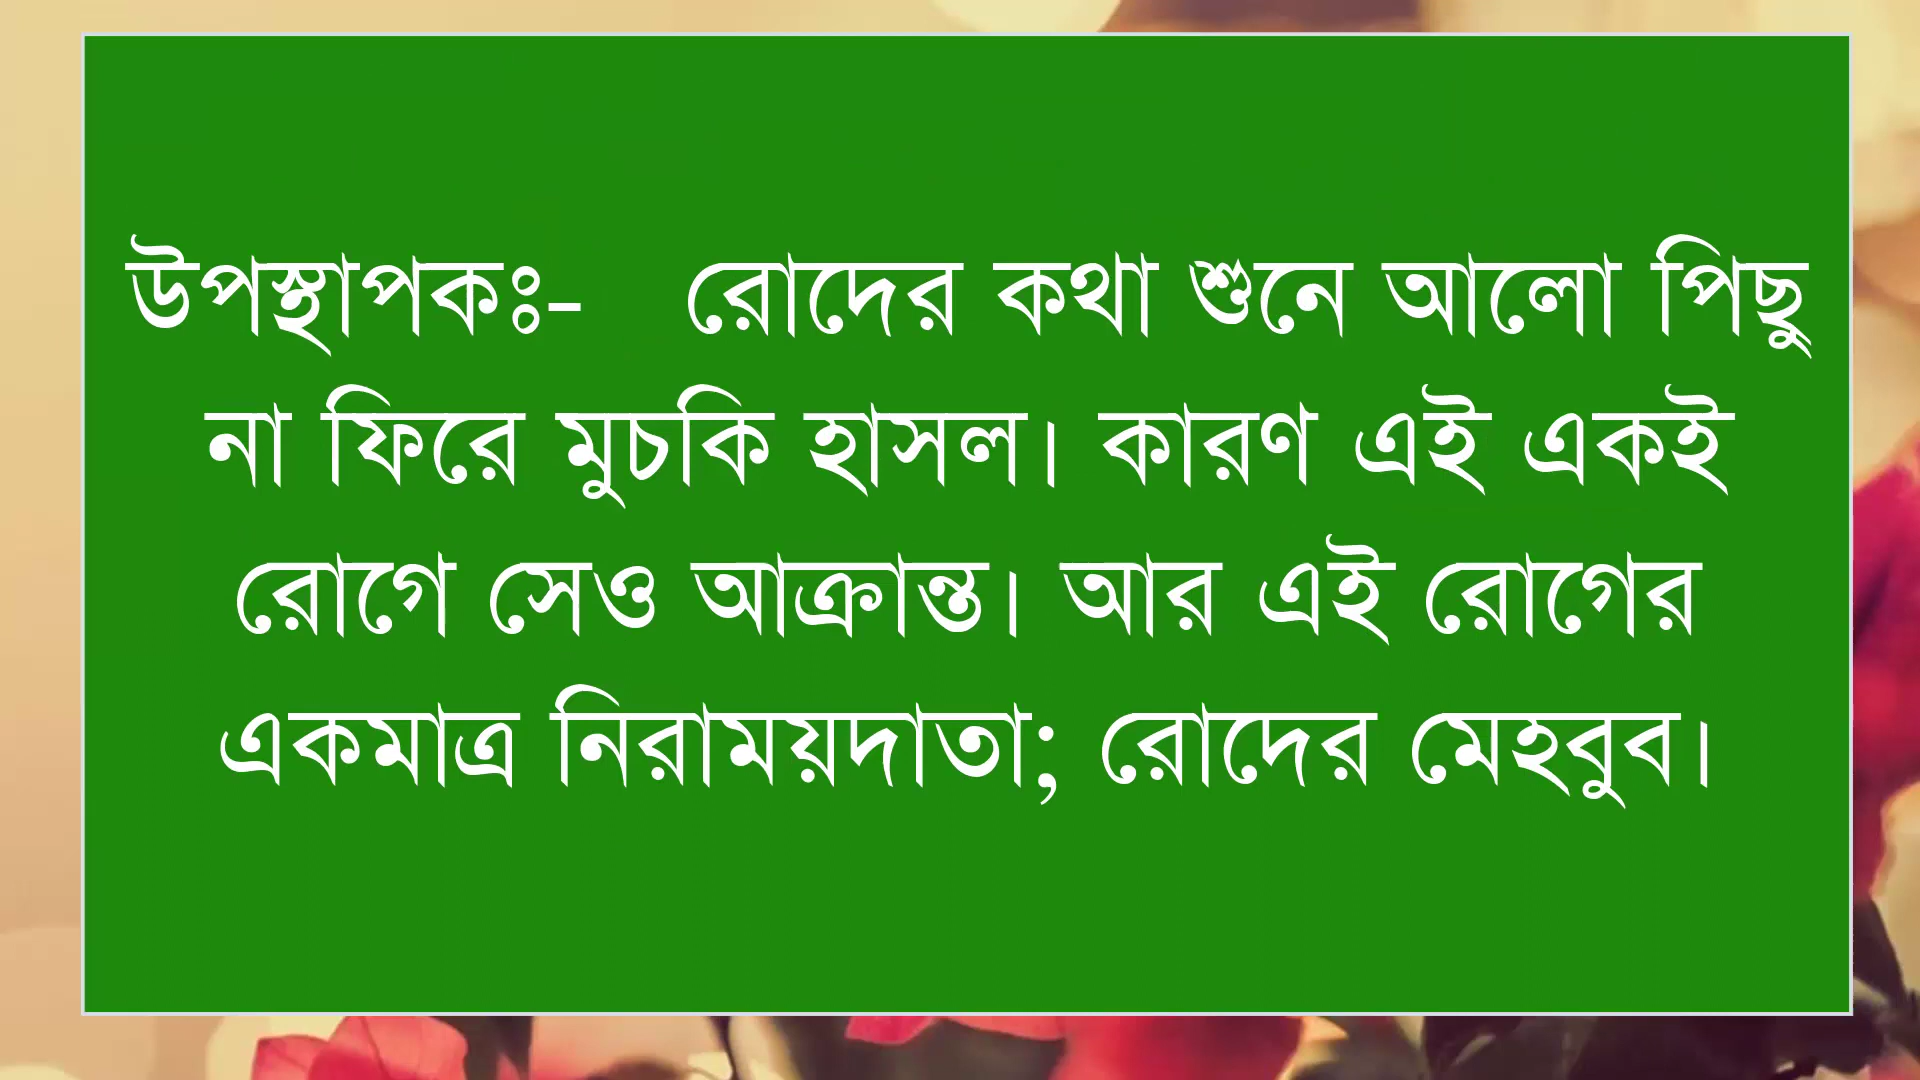 উপস্থাপকঃ- রোদের কথা শুনে আলো পিছু
না ফিরে মুচকি হাসল। কারণ এই একই
রোগে সেও আক্রান্ত। আর এই রোগের
একমাত্র নিরাময়দাতা; রোদের মেহবুব।